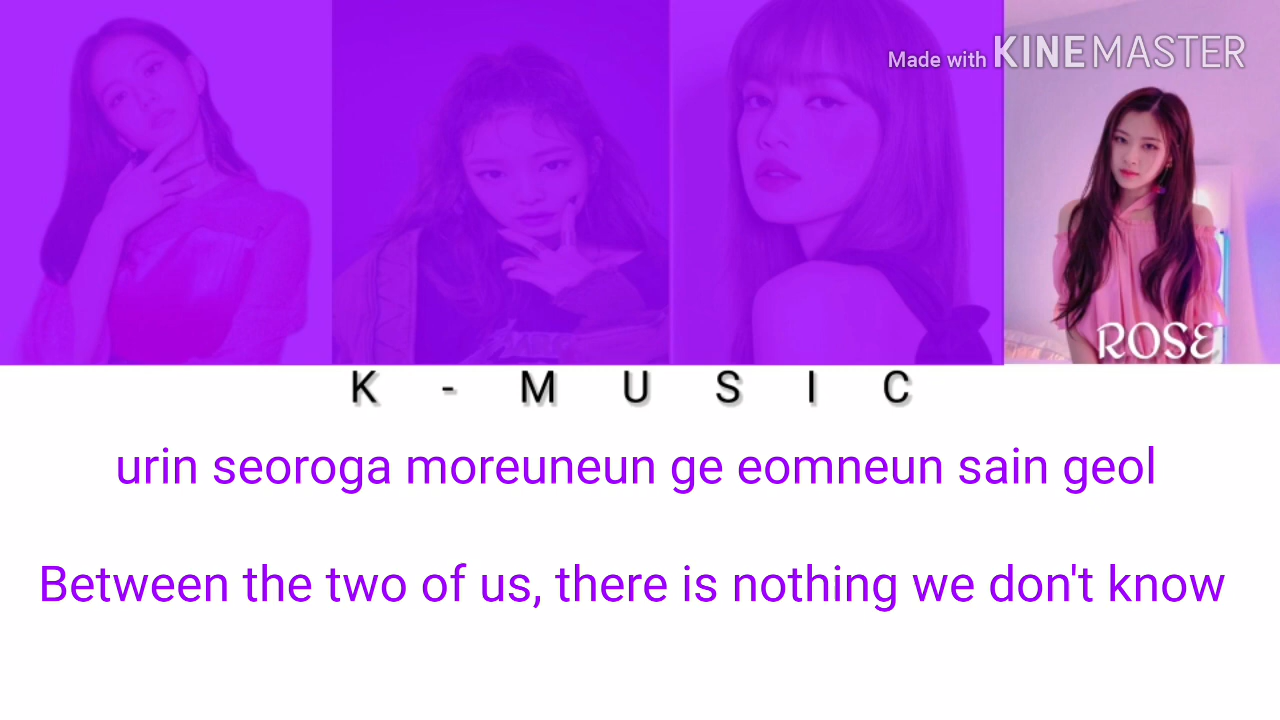 Made with KINEMASTER
ROSE
K - MUSIC
urin seoroga moreuneun ge eomneun sain geol
Between the two of us, there is nothing we don't know